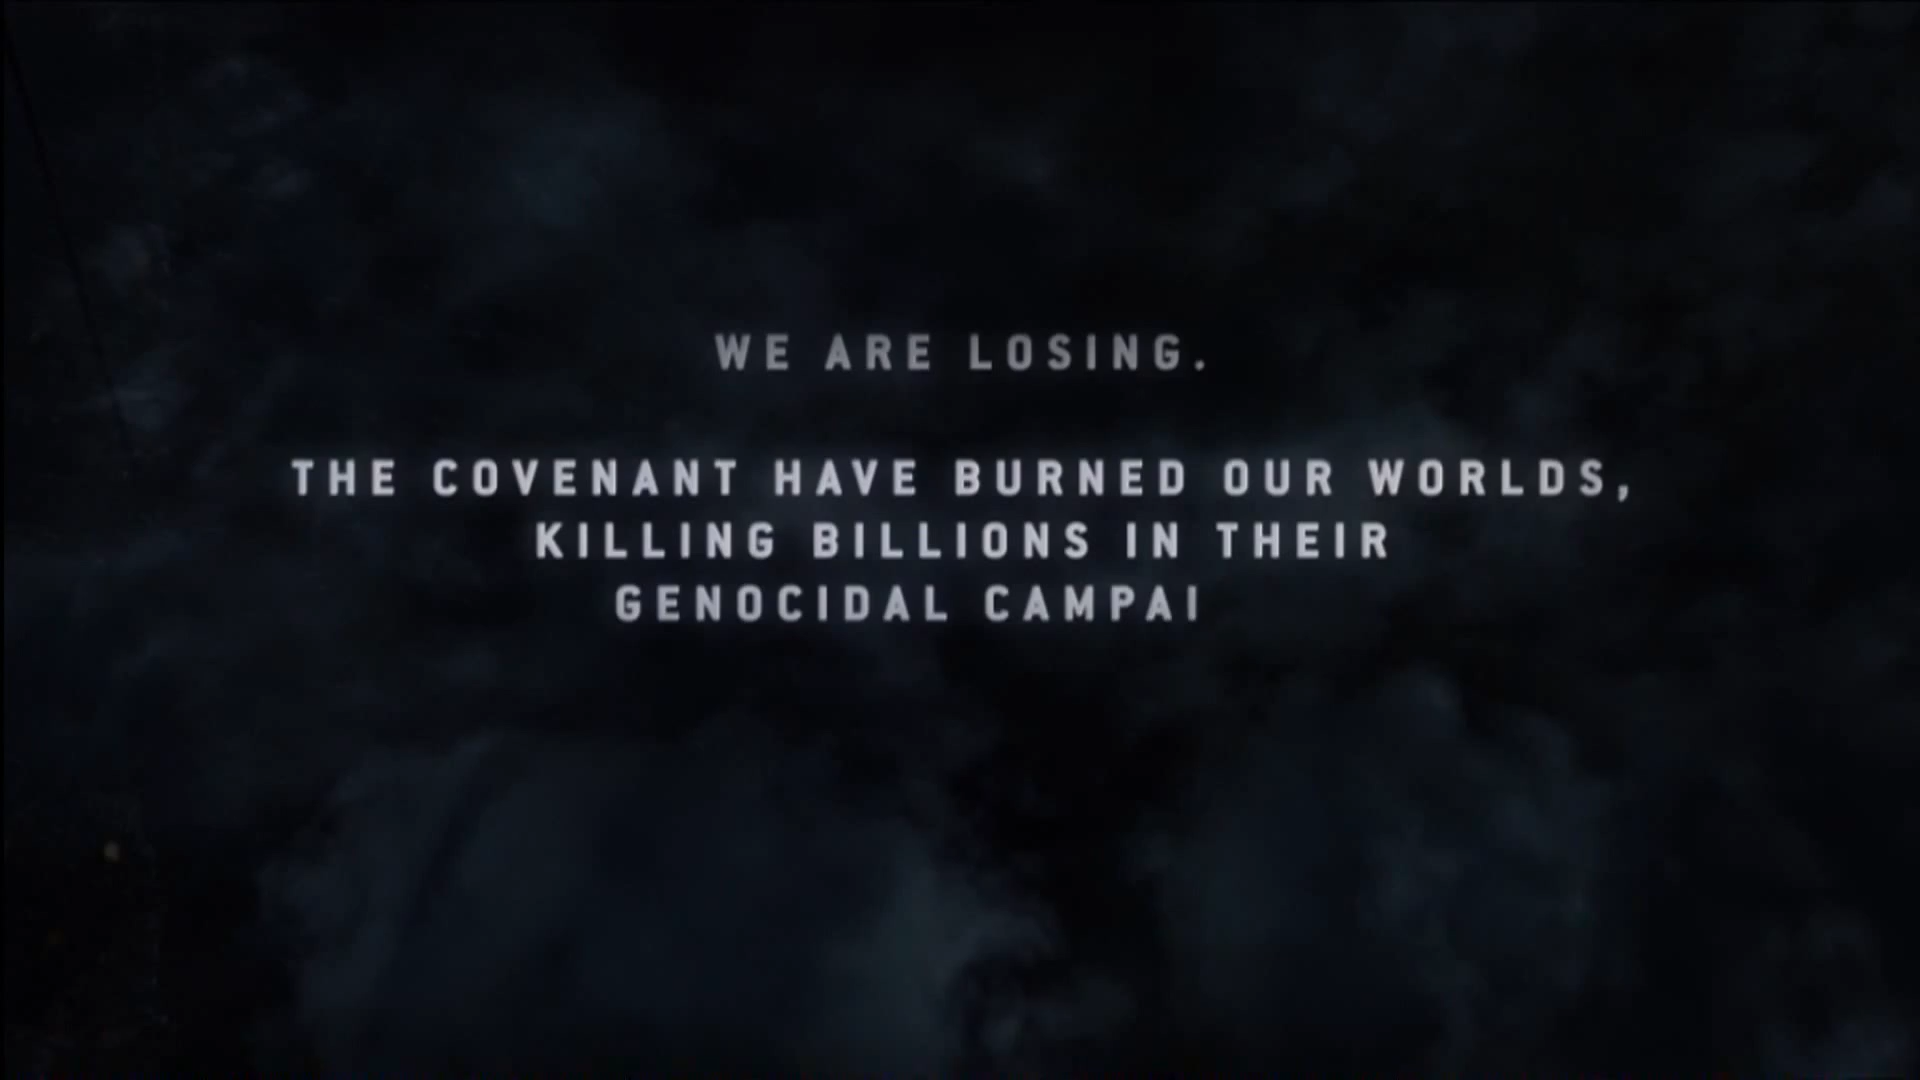 WE ARE LOSING.
THE COVENANT HAVE BURNED OUR WORLDS,
KILLING BILLIONS IN THEIR
GENOCIDAL CAMPAI